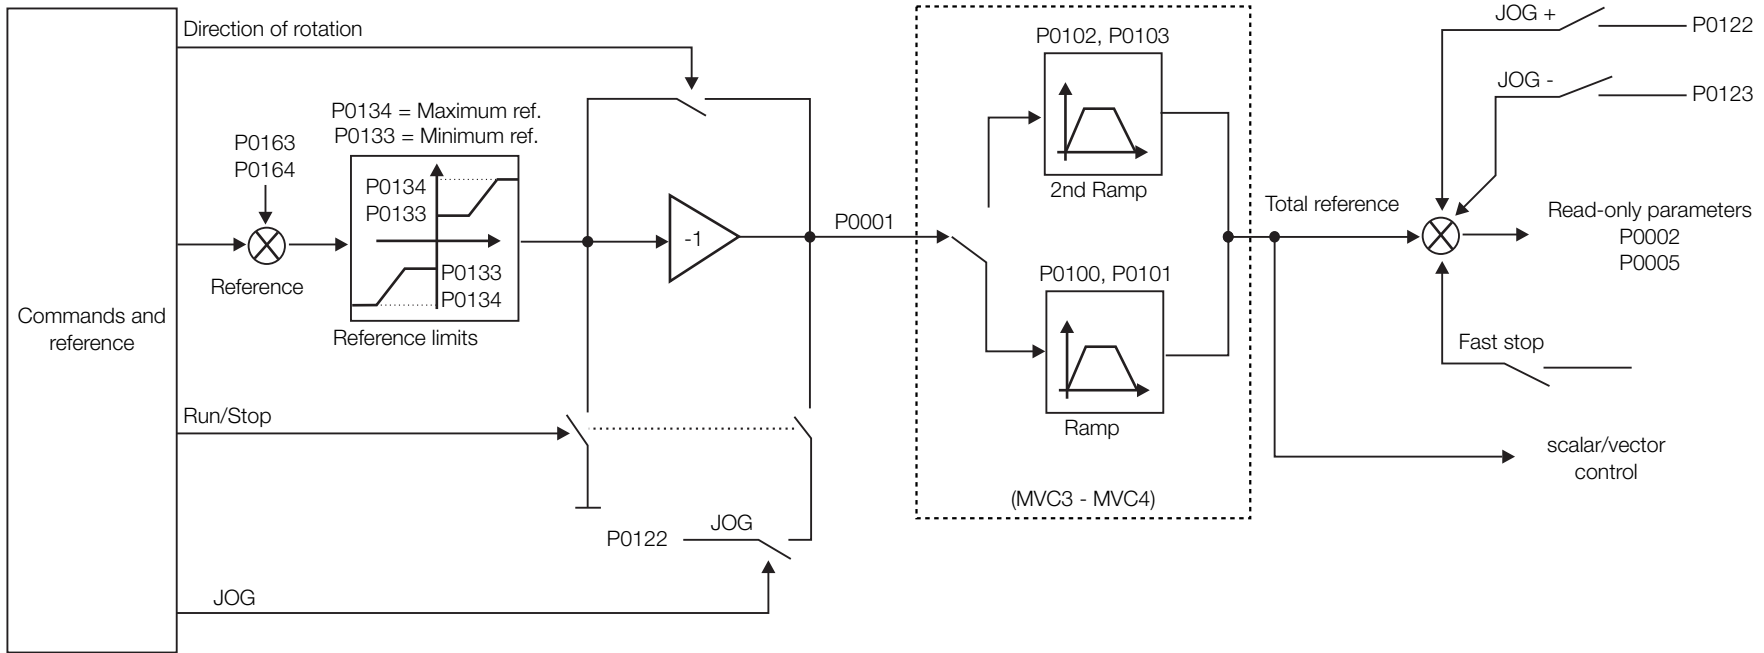 Direction of rotation
P0134 = Maximum ref.
P0133 = Minimum ref.
P0163
P0164
P0134
P0133
P0133
P0134
Reference
Reference limits
Commands and
reference
-1
P0001
Run/Stop
P0122
JOG
JOG
P0102, P0103
2nd Ramp
P0100, P0101
Ramp
(MVC3 - MVC4)
Total reference
JOG +
P0122
JOG -
P0123
Read-only parameters
P0002
P0005
Fast stop
scalar/vector
control